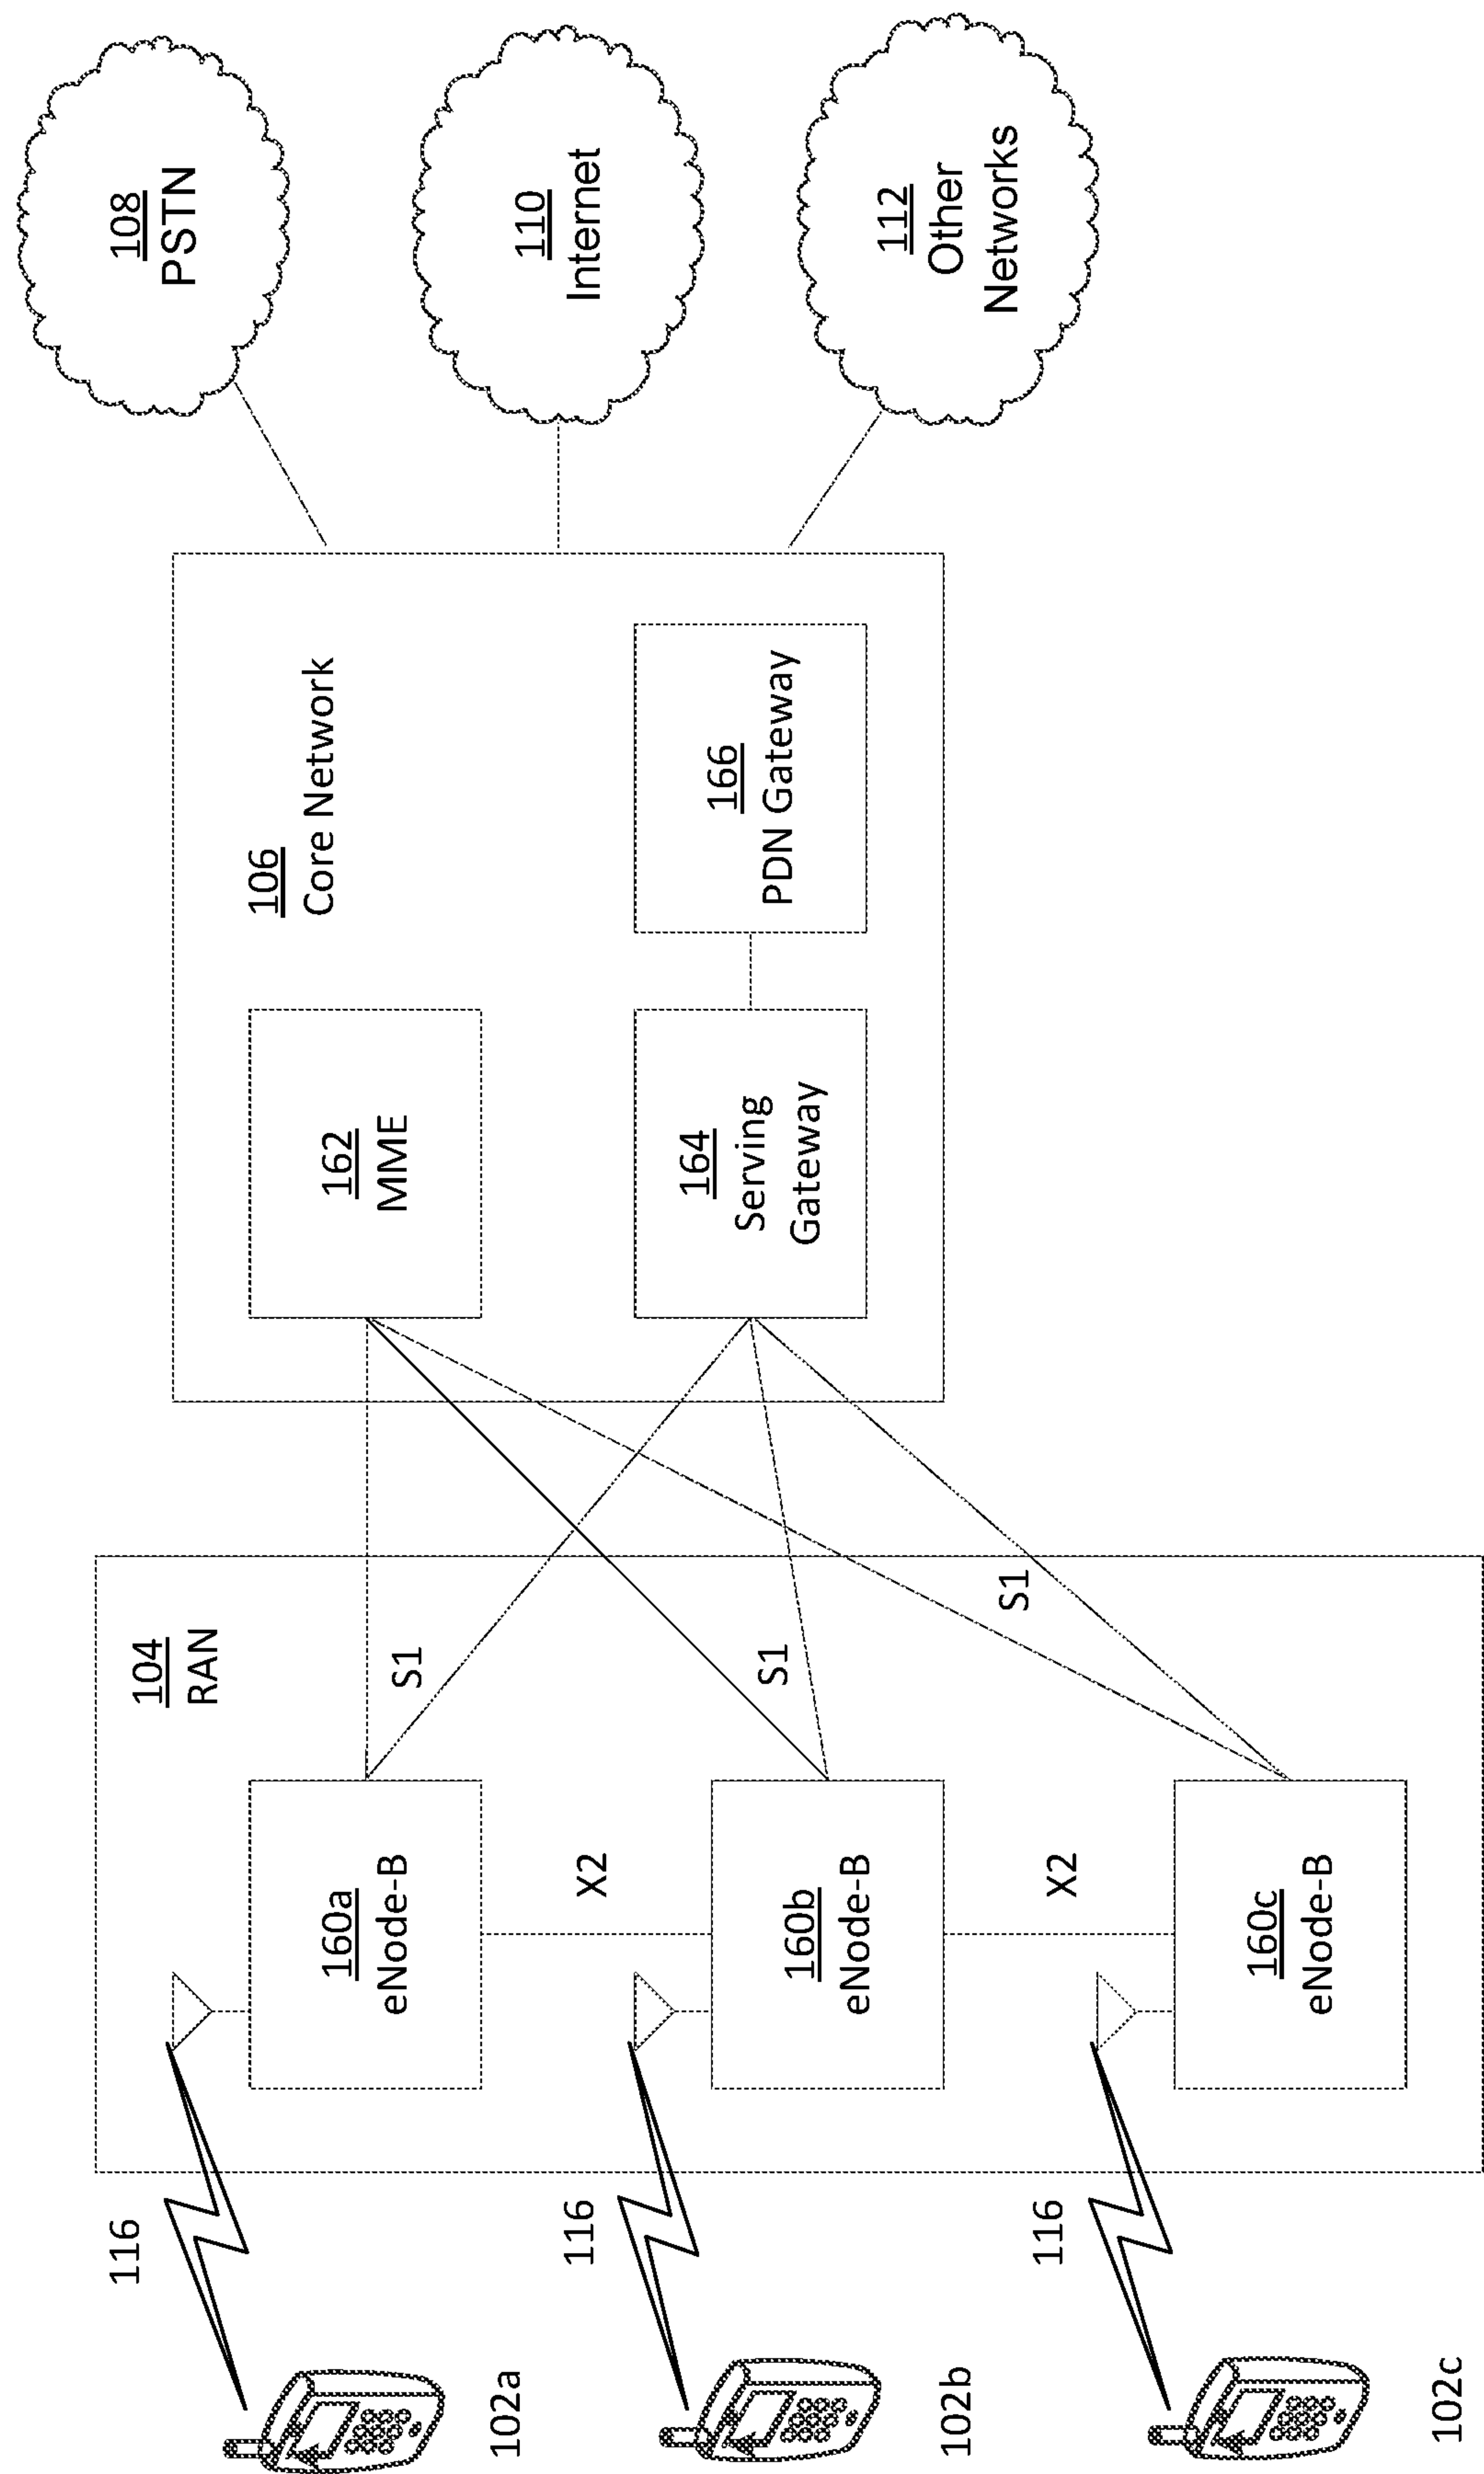 116
102a
116
102b
116
102c
104
RAN
160a
eNode-B
X2
160b
eNode-B
X2
160c
eNode-B
S1
S1
S1
106
Core Network
162
MME
164
Serving
Gateway
166
PDN Gateway
108
PSTN
110
Internet
112
Other
Networks